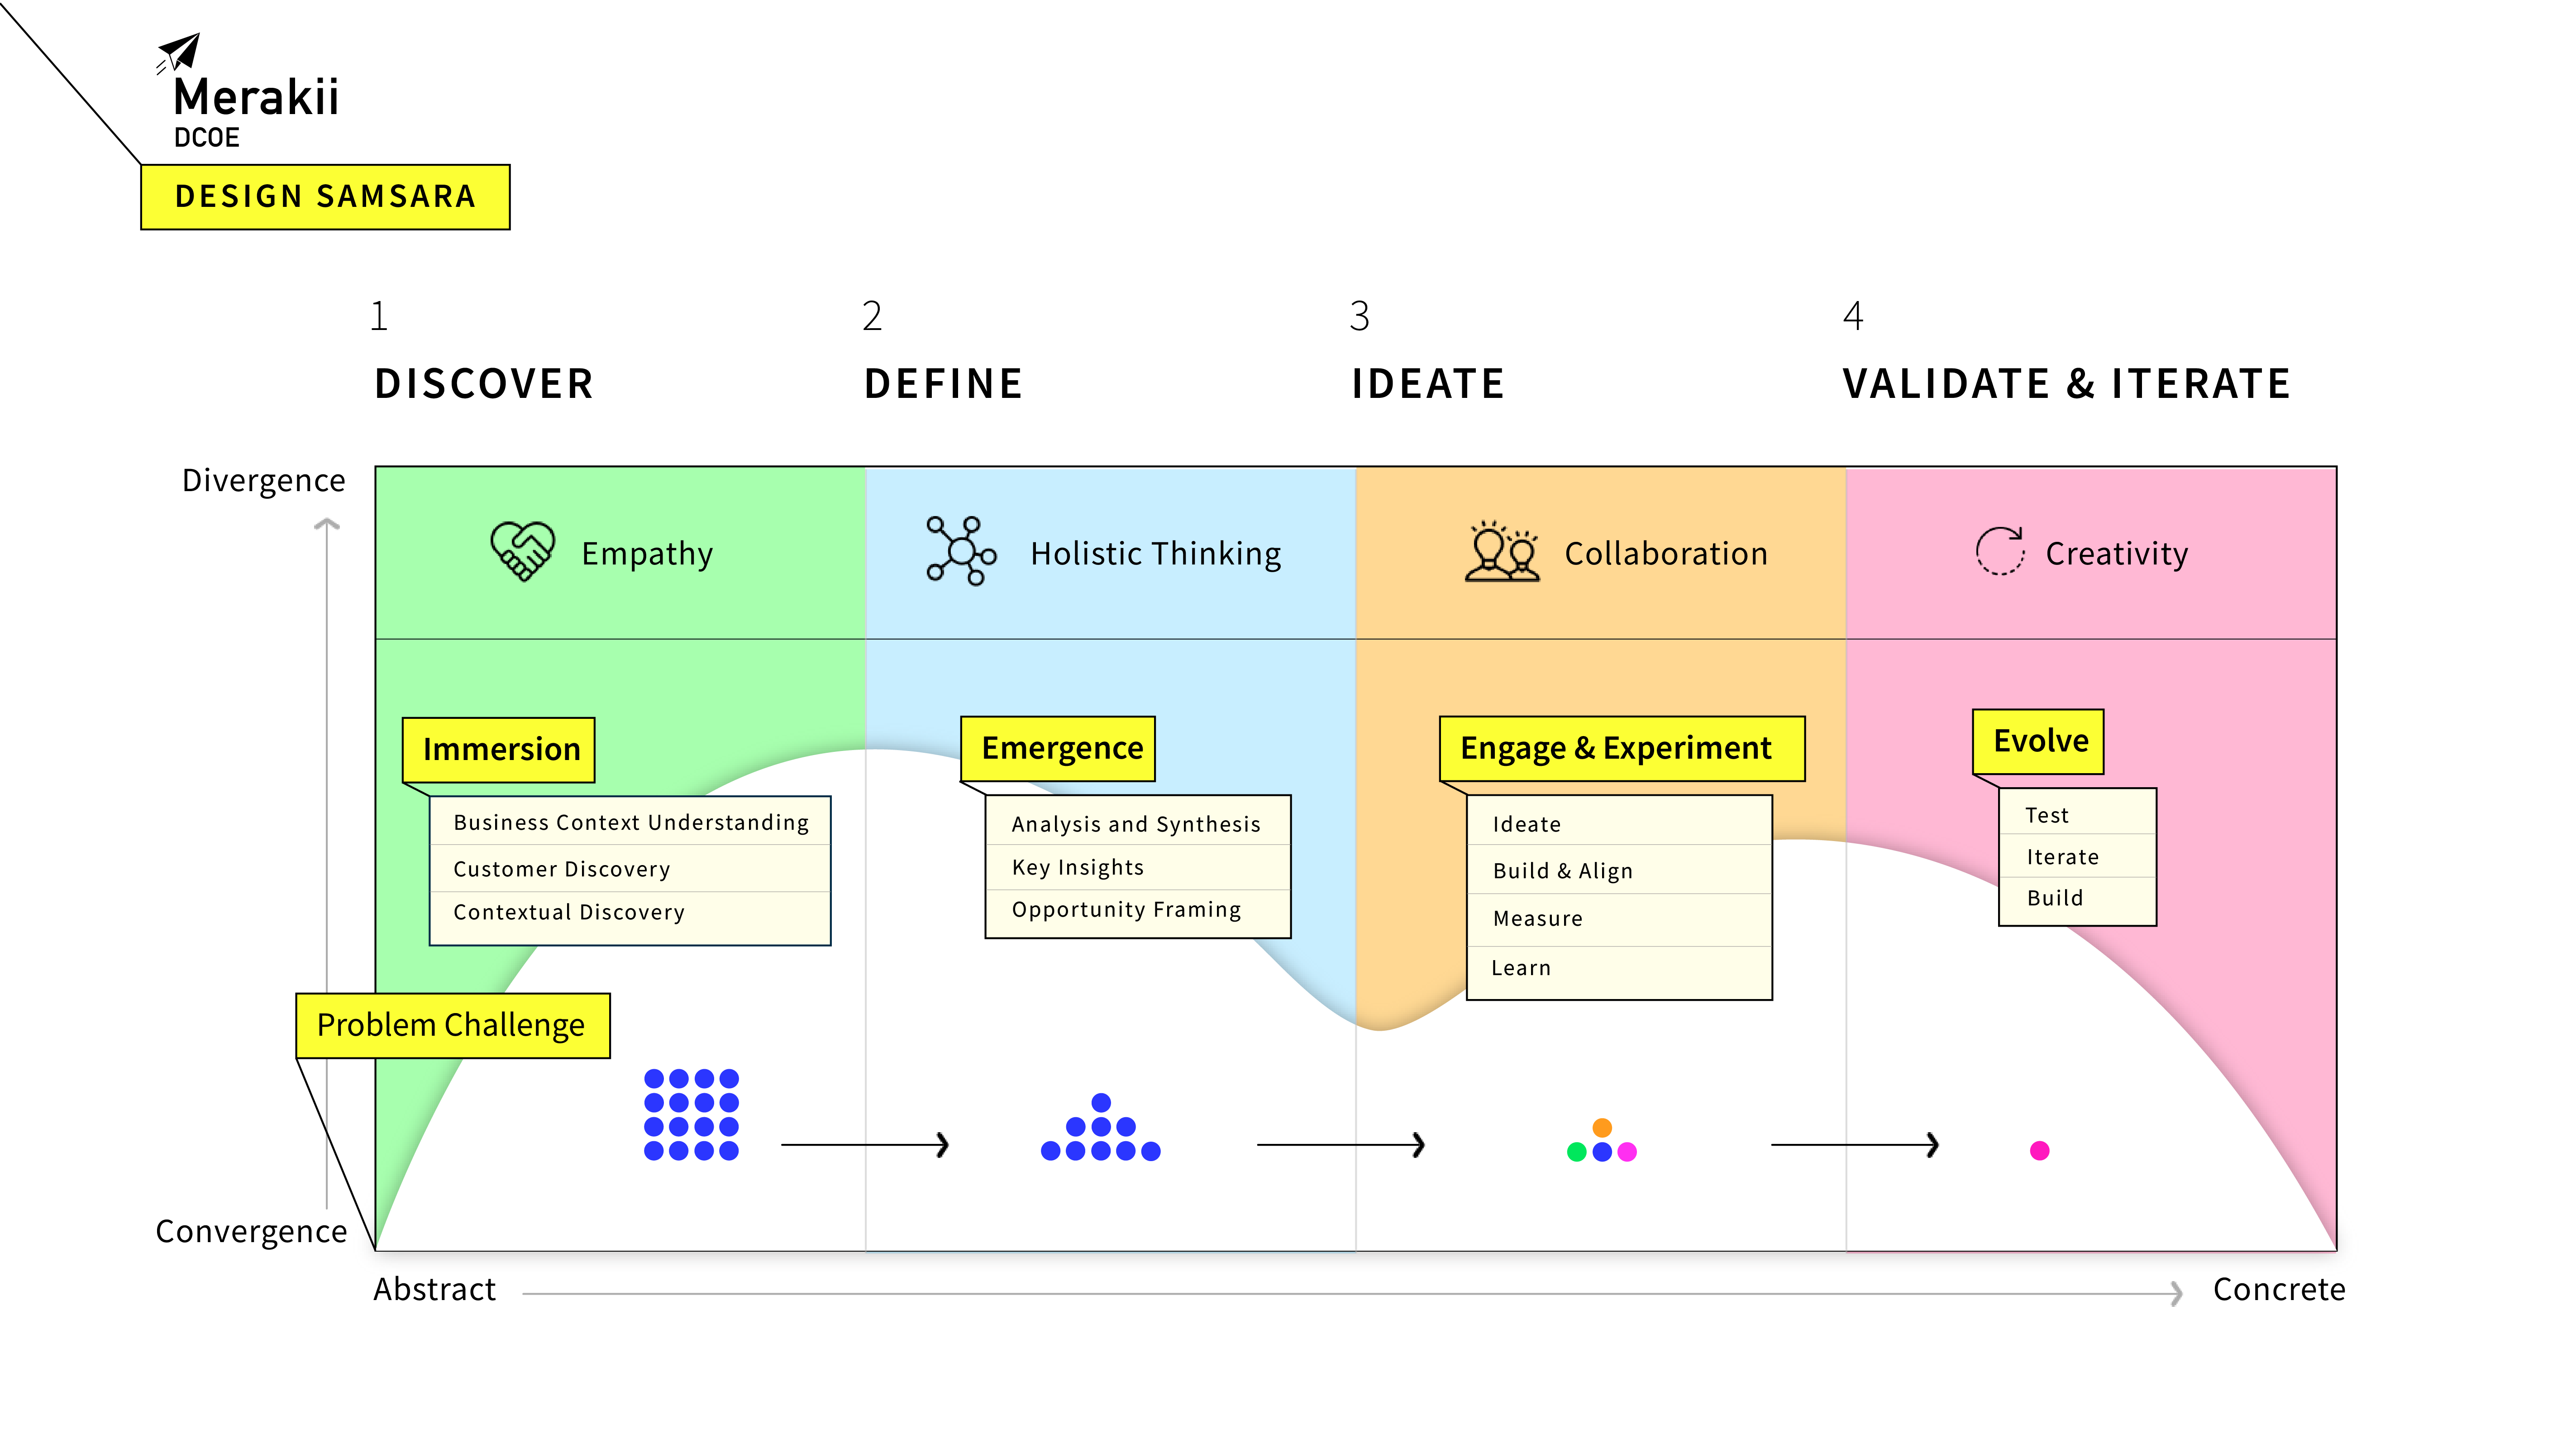 Merakii
DCOE
DESIGN SAMSARA
1
2
3
4
DISCOVER
DEFINE
IDEATE
VALIDATE & ITERATE
Divergence
Empathy
Holistic Thinking
Collaboration
Creativity
Immersion
Business Context Understanding
Customer Discovery
Contextual Discovery
Emergence
Analysis and Synthesis
Key Insights
Opportunity Framing
Engage & Experiment
Ideate
Build & Align
Measure
Learn
Evolve
Test
Iterate
Build
Problem Challenge
Convergence
Abstract
Concrete